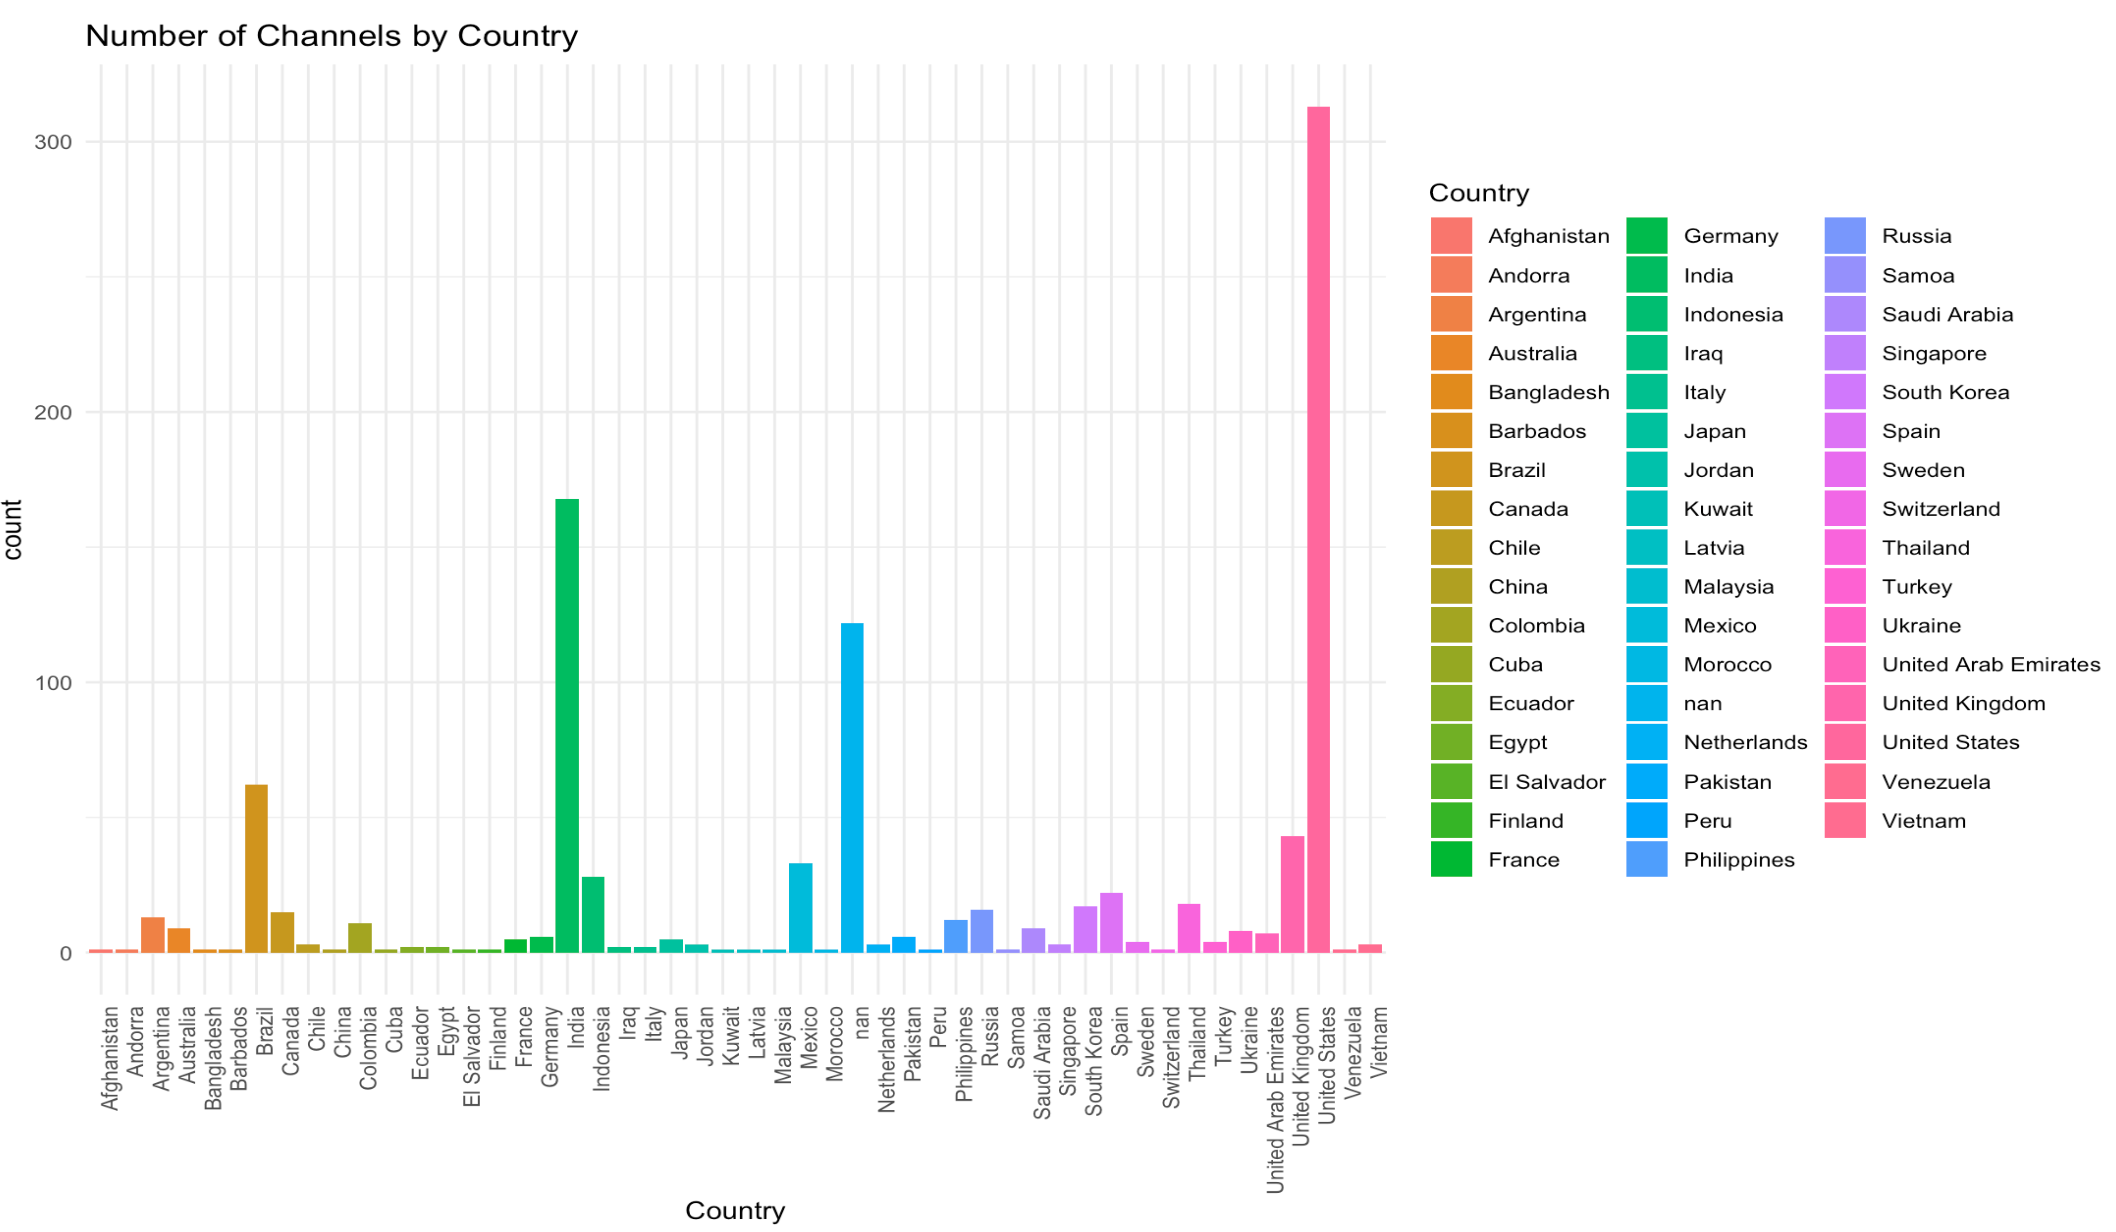 Number of Channels by Country
300
200
100
0
count
Afghanistan
Andorra
Argentina
Australia
Bangladesh
Barbados
Brazil
Canada
Chile
China
Colombia
Cuba
Ecuador
Egypt
El Salvador
Finland
France
Germany
India
Indonesia
Iraq
Italy
Japan
Jordan
Kuwait
Latvia
Malaysia
Mexico
Morocco
nan
Netherlands
Pakistan
Peru
Philippines
Russia
Samoa
Saudi Arabia
Singapore
South Korea
Spain
Sweden
Switzerland
Thailand
Turkey
Ukraine
United Arab Emirates
United Kingdom
United States
Venezuela
Vietnam
Country
Country
Afghanistan
Andorra
Argentina
Australia
Bangladesh
Barbados
Brazil
Canada
Chile
China
Colombia
Cuba
Ecuador
Egypt
El Salvador
Finland
France
Germany
India
Indonesia
Iraq
Italy
Japan
Jordan
Kuwait
Latvia
Malaysia
Mexico
Morocco
nan
Netherlands
Pakistan
Peru
Philippines
Russia
Samoa
Saudi Arabia
Singapore
South Korea
Spain
Sweden
Switzerland
Thailand
Turkey
Ukraine
United Arab Emirates
United Kingdom
United States
Venezuela
Vietnam